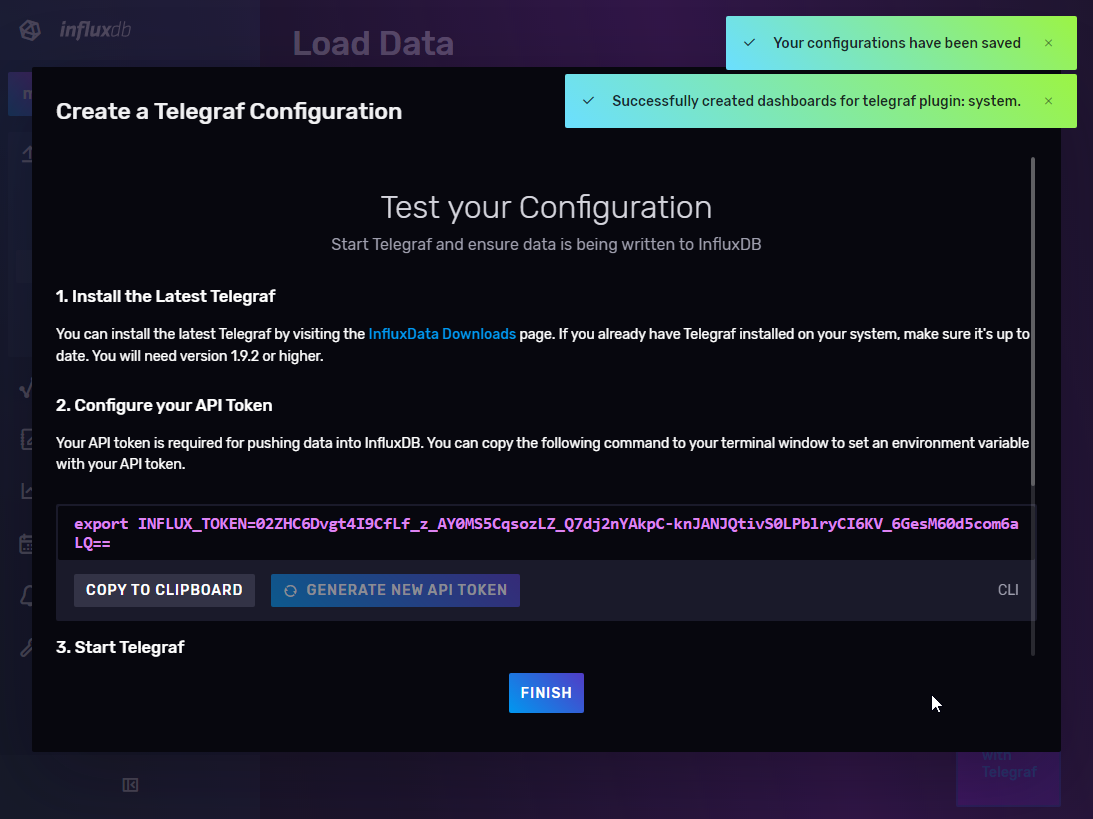 influxdb
Load Data
Your configurations have been saved
Successfully created dashboards for telegraf plugin: system.
Create a Telegraf Configuration
Test your Configuration
Start Telegraf and ensure data is being written to InfluxDB
1. Install the Latest Telegraf
You can install the latest Telegraf by visiting the InfluxData Downloads page. If you already have Telegraf installed on your system, make sure it's up to
date. You will need version 1.9.2 or higher.
2. Configure your API Token
Your API token is required for pushing data into InfluxDB. You can copy the following command to your terminal window to set an environment variable
with your API token.
export INFLUX_TOKEN=02ZHC6Dvgt4I9CfLf_z_AY0MS5CqsozLZ_Q7dj2nYAkpC-knJANJQtivS0LPblryCI6KV_6GesM60d5com6a
LQ==
COPY TO CLIPBOARD
GENERATE NEW API TOKEN
CLI
3. Start Telegraf
FINISH
with
Telegraf